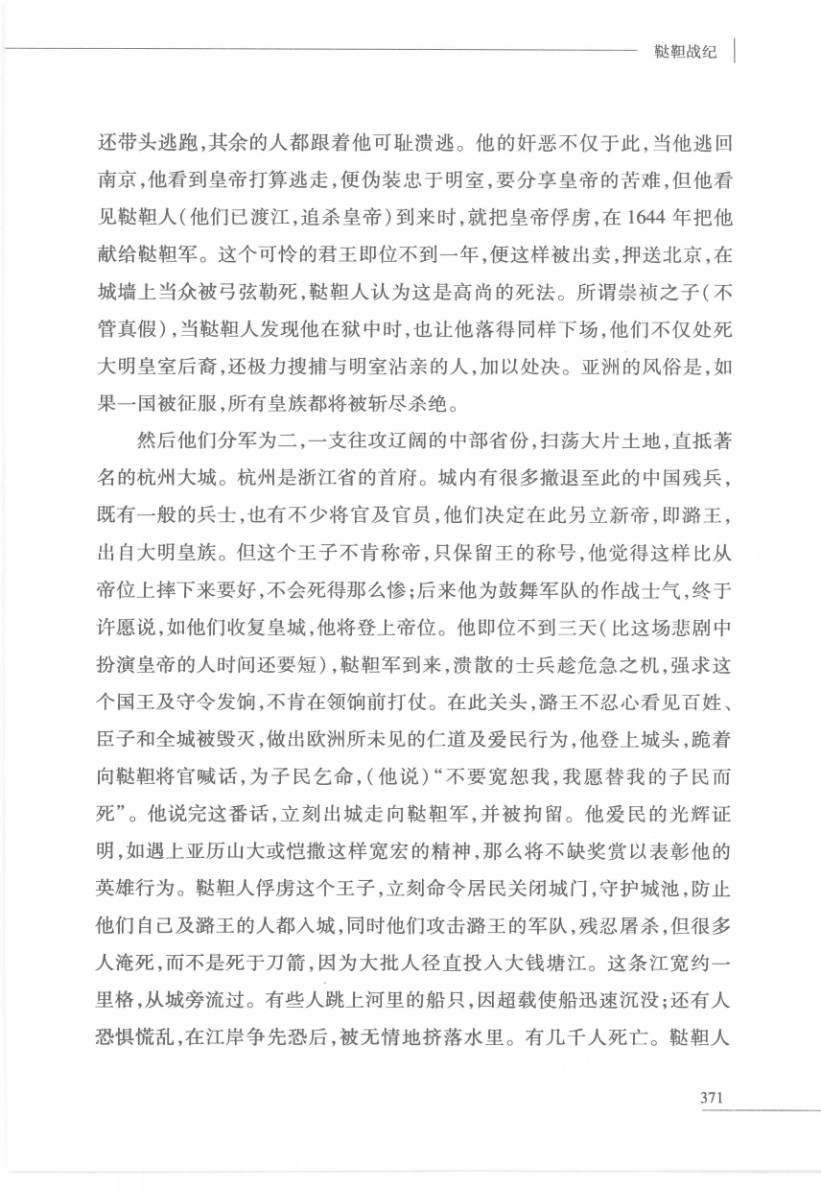 鞑靼战纪
还带头逃跑,其余的人都跟着他可耻溃逃。他的奸恶不仅于此,当他逃回
南京,他看到皇帝打算逃走,便伪装忠于明室,要分享皇帝的苦难,但他看
见鞑靼人(他们已渡江,追杀皇帝)到来时,就把皇帝俘虏,在1644年把他
献给鞑靼军。这个可怜的君王即位不到一年,便这样被出卖,押送北京,在
城墙上当众被弓弦勒死,鞑靼人认为这是高尚的死法。所谓崇祯之子(不
管真假),当鞑靼人发现他在狱中时,也让他落得同样下场,他们不仅处死
大明皇室后裔,还极力搜捕与明室沾亲的人,加以处决。亚洲的风俗是,如
果一国被征服,所有皇族都将被斩尽杀绝。
然后他们分军为二,一支往攻辽阔的中部省份,扫荡大片土地,直抵著
名的杭州大城。杭州是浙江省的首府。城内有很多撤退至此的中国残兵,
既有一般的兵士,也有不少将官及官员,他们决定在此另立新帝,即潞王,
出自大明皇族。但这个王子不肯称帝,只保留王的称号,他觉得这样比从
帝位上摔下来要好,不会死得那么惨;后来他为鼓舞军队的作战士气,终于
许愿说,如他们收复皇城,他将登上帝位。他即位不到三天(比这场悲剧中
扮演皇帝的人时间还要短),鞑靼军到来,溃散的士兵趁危急之机,强求这
个国王及守令发饷,不肯在领饷前打仗。在此关头,潞王不忍心看见百姓、
臣子和全城被毁灭,做出欧洲所未见的仁道及爱民行为,他登上城头,跪着
向鞑靼将官喊话,为子民乞命,(他说)“不要宽恕我,我愿替我的子民而
死”。他说完这番话,立刻出城走向鞑靼军,并被拘留。他爱民的光辉证
明,如遇上亚历山大或恺撒这样宽宏的精神,那么将不缺奖赏以表彰他的
英雄行为。鞑靼人俘虏这个王子,立刻命令居民关闭城门,守护城池,防止
他们自己及潞王的人都入城,同时他们攻击潞王的军队,残忍屠杀,但很多
人淹死,而不是死于刀箭,因为大批人径直投入大钱塘江。这条江宽约一
里格,从城旁流过。有些人跳上河里的船只,因超载使船迅速沉没;还有人
恐惧慌乱,在江岸争先恐后,被无情地挤落水里。有几千人死亡。鞑靼人
371